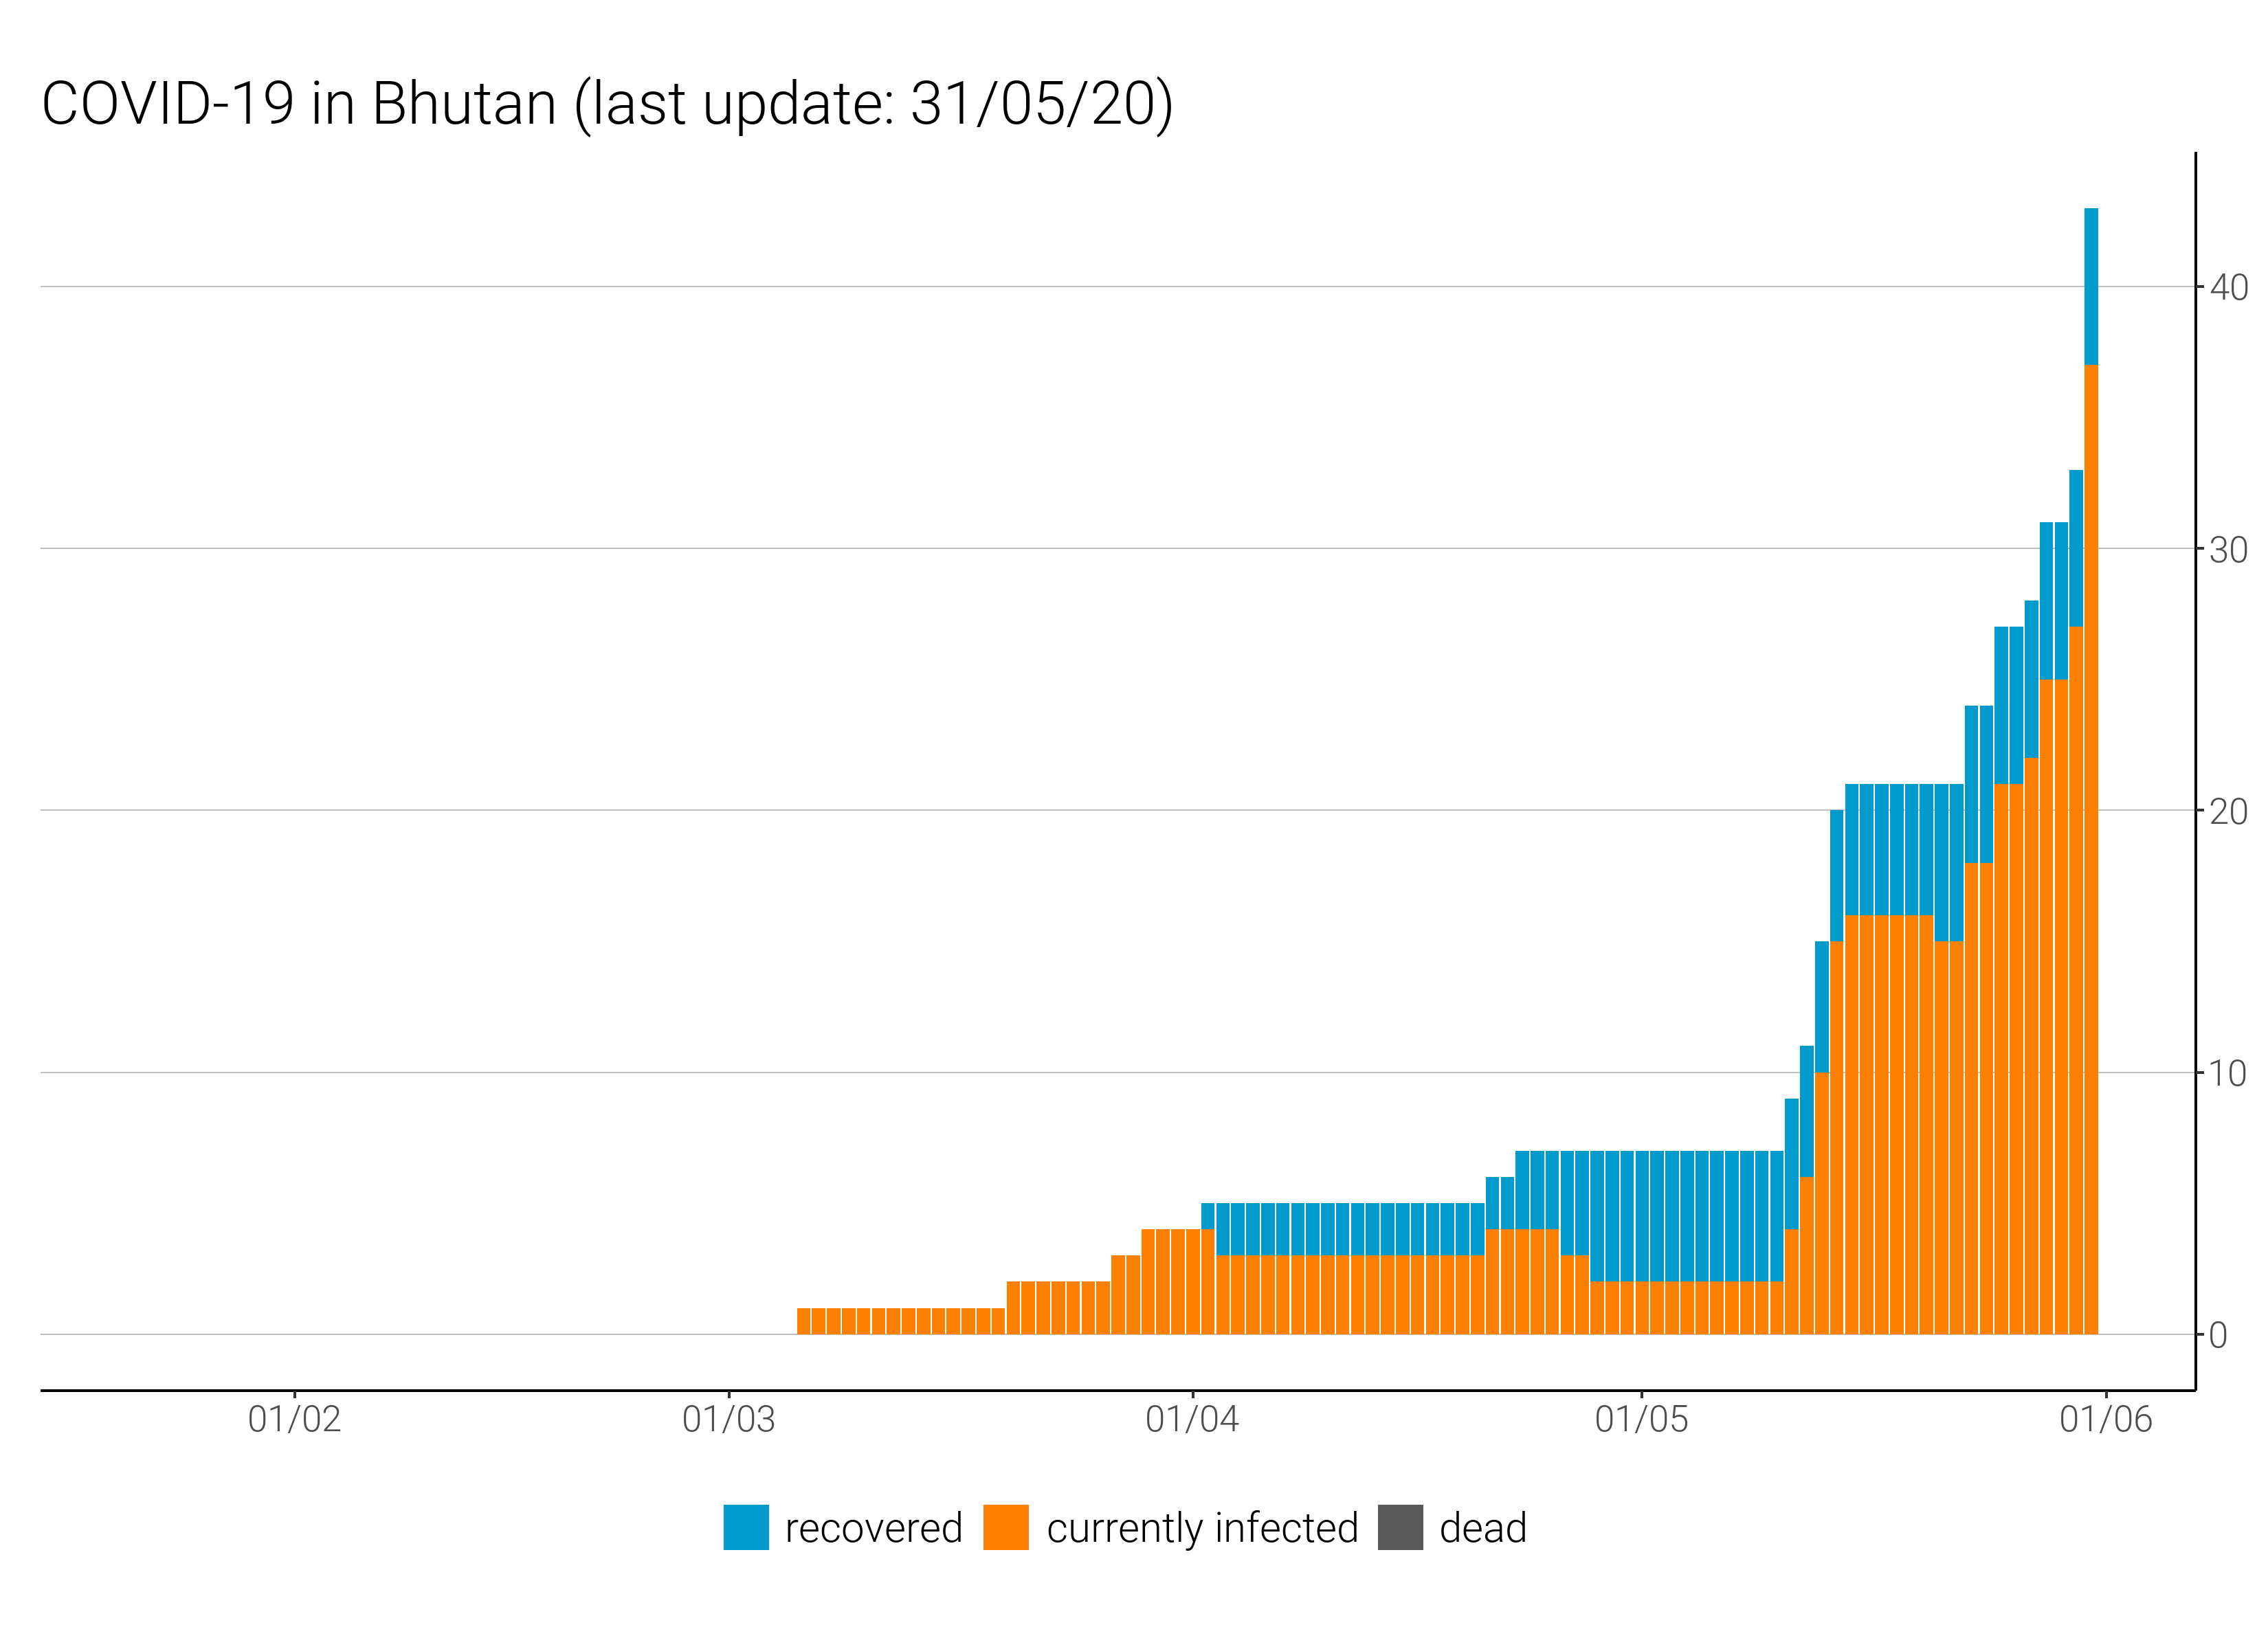 COVID-19 in Bhutan (last update: 31/05/20)
40
30
20
10
0
01/02 01/03 01/04 01/05 01/06
recovered currently infected dead